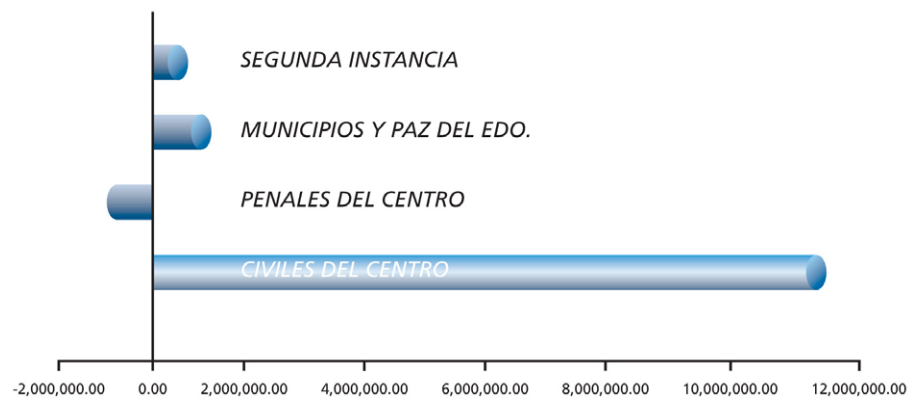 SEGUNDA INSTANCIA
MUNICIPIOS Y PAZ DEL EDO.
PENALES DEL CENTRO
CIVILES DEL CENTRO
-2,000,000.00 0.00 2,000,000.00 4,000,000.00 6,000,000.00 8,000,000.00 10,000,000.00 12,000,000.00